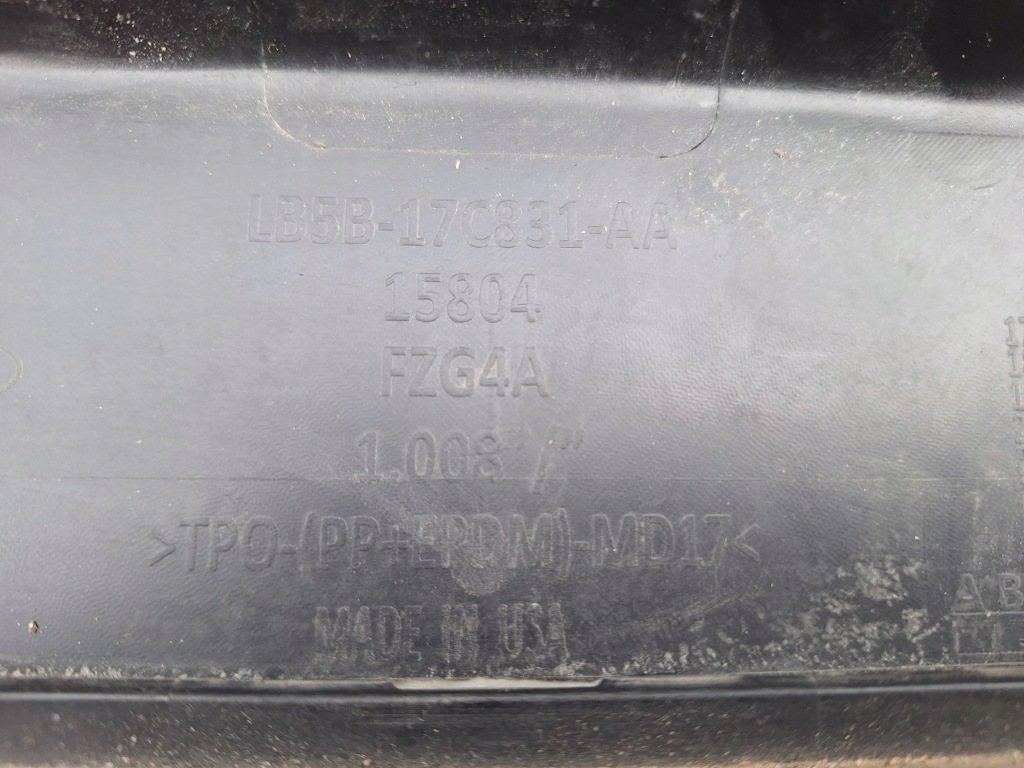 LB5B-17C831-AA
15804
FZG4A
1.008"/"
>TPO-(PP+EPDM)-MD17<
MADE IN USA
A B